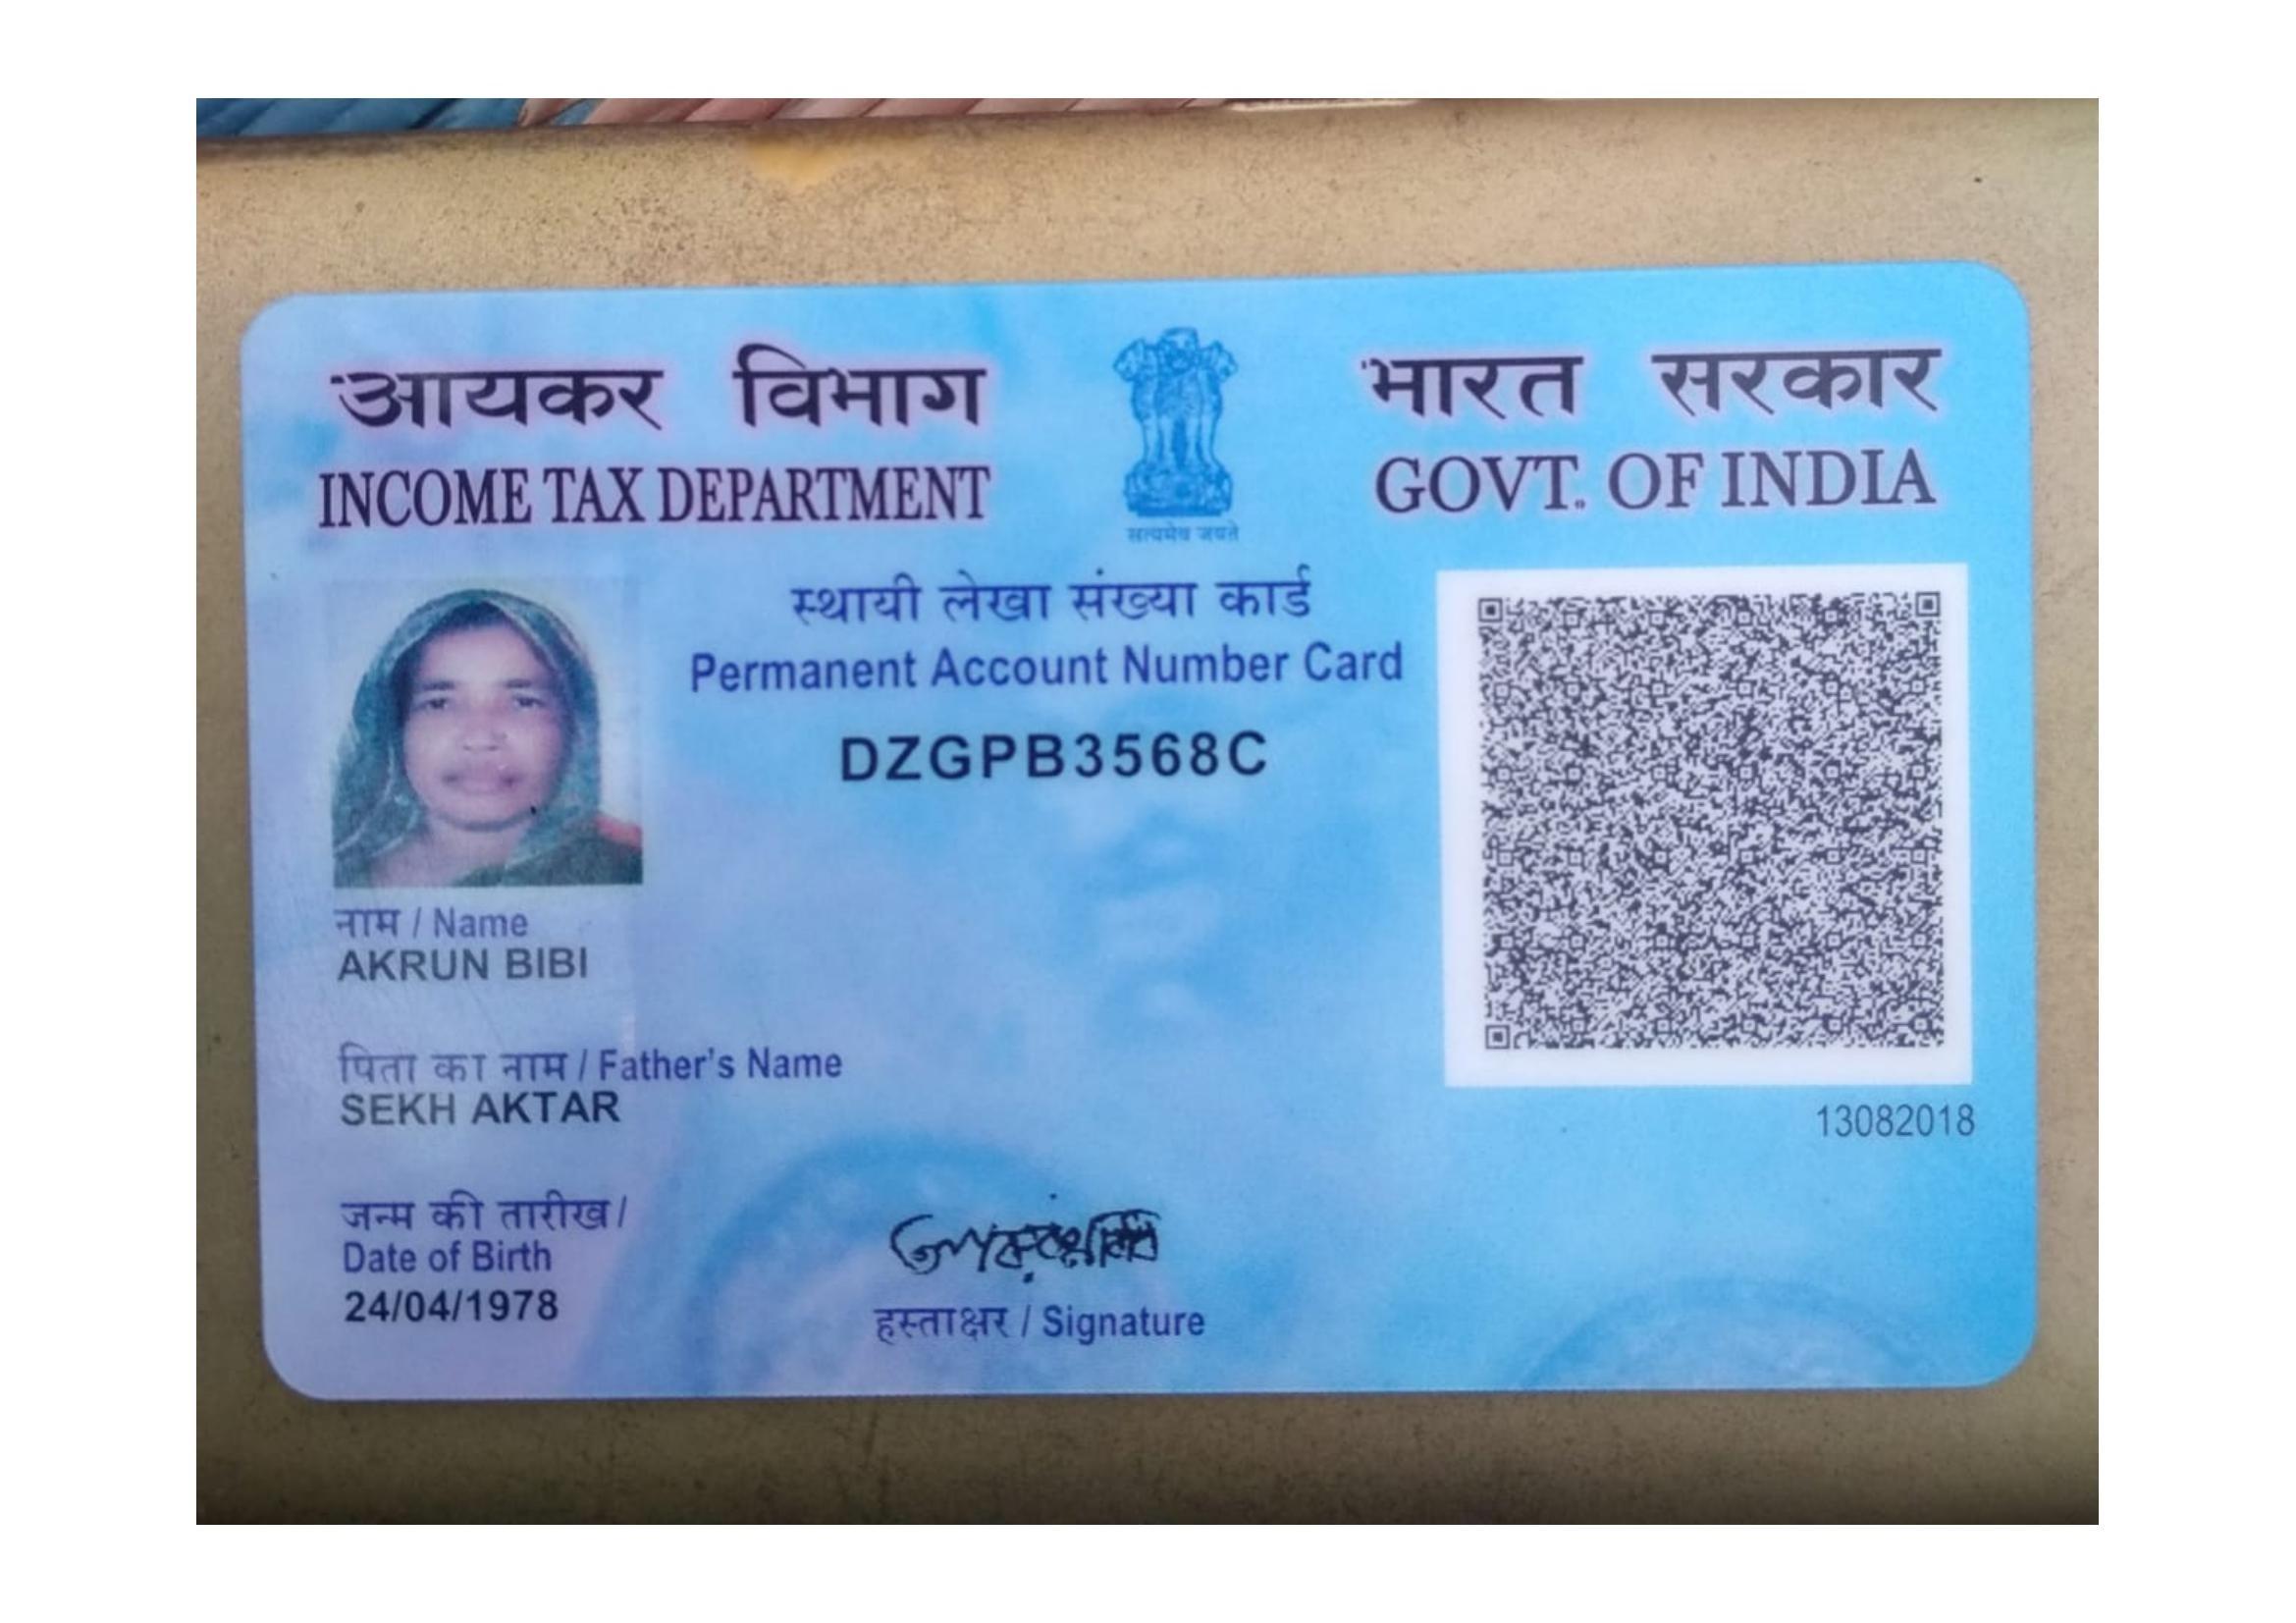 आयकर विभाग
INCOME TAX DEPARTMENT
सत्यमेव जयते
भारत सरकार
GOVT. OF INDIA
स्थायी लेखा संख्या कार्ड
Permanent Account Number Card
DZGPB3568C
नाम / Name
AKRUN BIBI
पिता का नाम / Father's Name
SEKH AKTAR
13082018
जन्म की तारीख /
Date of Birth
24/04/1978
हस्ताक्षर / Signature